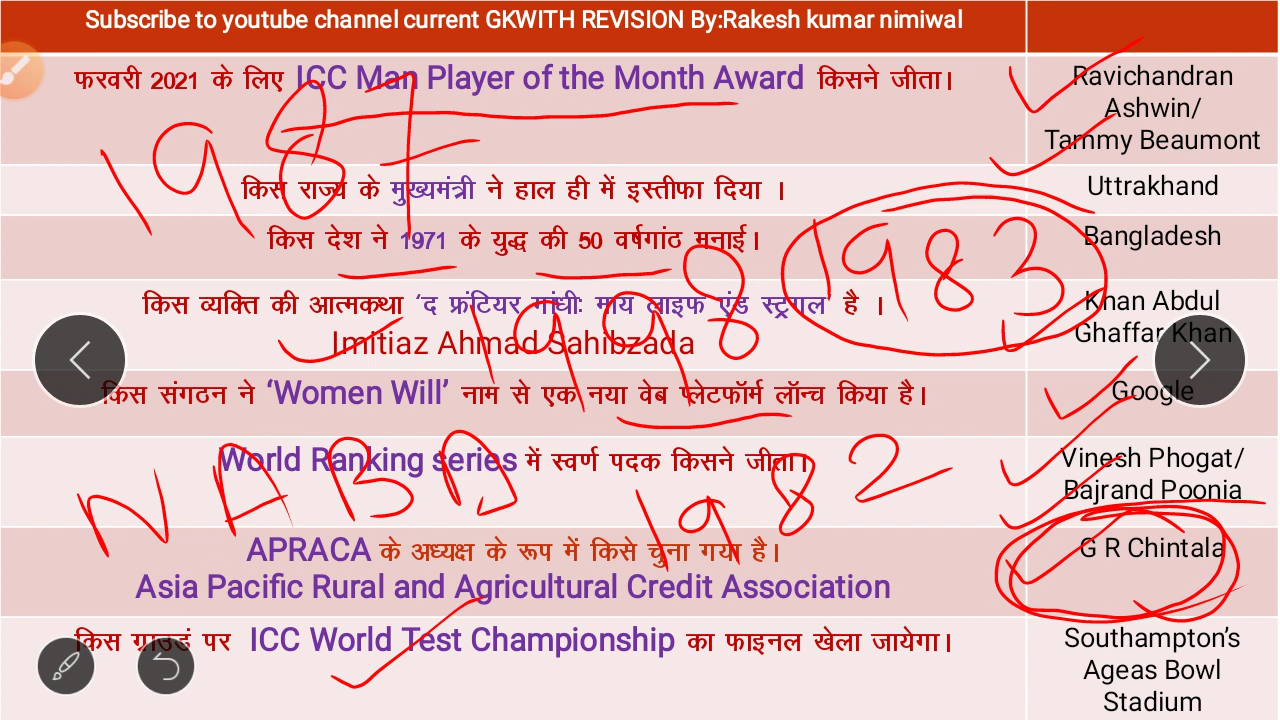 Subscribe to youtube channel current GKWITH REVISION By:Rakesh kumar nimiwal
फरवरी 2021 के लिए ICC Man Player of the Month Award किसने जीता।
Ravichandran
Ashwin/
Tammy Beaumont
1987
किस राज्य के मुख्यमंत्री ने हाल ही में इस्तीफा दिया ।
Uttrakhand
किस देश ने 1971 के युद्ध की 50 वर्षगांठ मनाई।
Bangladesh
1983
किस व्यक्ति की आत्मकथा ‘द फ्रंटियर गांधीः माय लाइफ एंड स्ट्रगल’ है ।
Imitiaz Ahmad Sahibzada
Khan Abdul
Ghaffar Khan
1998
किस संगठन ने ‘Women Will’ नाम से एक नया वेब प्लेटफॉर्म लॉन्च किया है।
Google
World Ranking series में स्वर्ण पदक किसने जीता।
Vinesh Phogat/
Bajrand Poonia
NABD
1982
APRACA के अध्यक्ष के रूप में किसे चुना गया है।
Asia Pacific Rural and Agricultural Credit Association
G R Chintala
किस ग्राउडं पर ICC World Test Championship का फाइनल खेला जायेगा।
Southampton’s
Ageas Bowl
Stadium